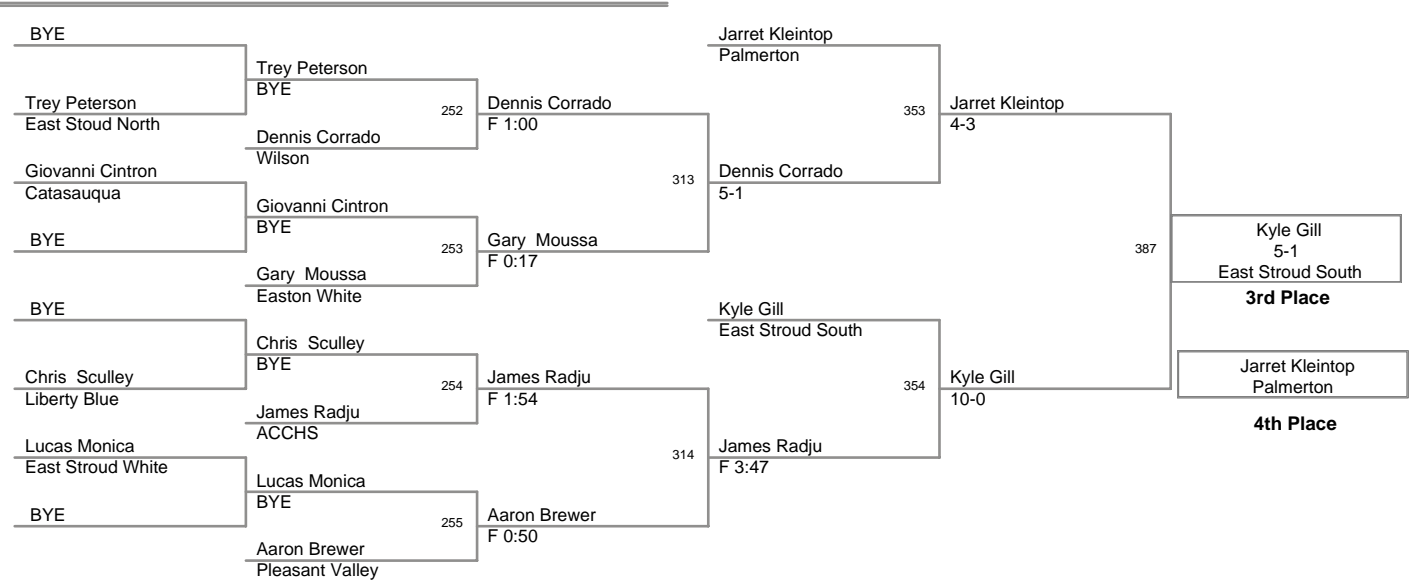 BYE
Trey Peterson
East Stoud North
Giovanni Cintron
Catasauqua
BYE
BYE
Chris Sculley
Liberty Blue
Lucas Monica
East Stroud White
BYE
Trey Peterson
BYE
252
Dennis Corrado
Wilson
Giovanni Cintron
BYE
253
Gary Moussa
Easton White
Chris Sculley
BYE
254
James Radju
ACCHS
Lucas Monica
BYE
255
Aaron Brewer
Pleasant Valley
Dennis Corrado
F 1:00
313
Gary Moussa
F 0:17
James Radju
F 1:54
314
Aaron Brewer
F 0:50
Jarret Kleintop
Palmerton
353
Dennis Corrado
5-1
Kyle Gill
East Stroud South
354
James Radju
F 3:47
Jarret Kleintop
4-3
387
Kyle Gill
10-0
Kyle Gill
5-1
East Stroud South
3rd Place
Jarret Kleintop
Palmerton
4th Place